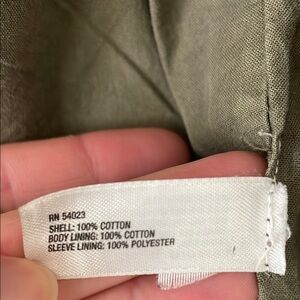 RN 54023
SHELL: 100% COTTON
BODY LINING: 100% COTTON
SLEEVE LINING: 100% POLYESTER